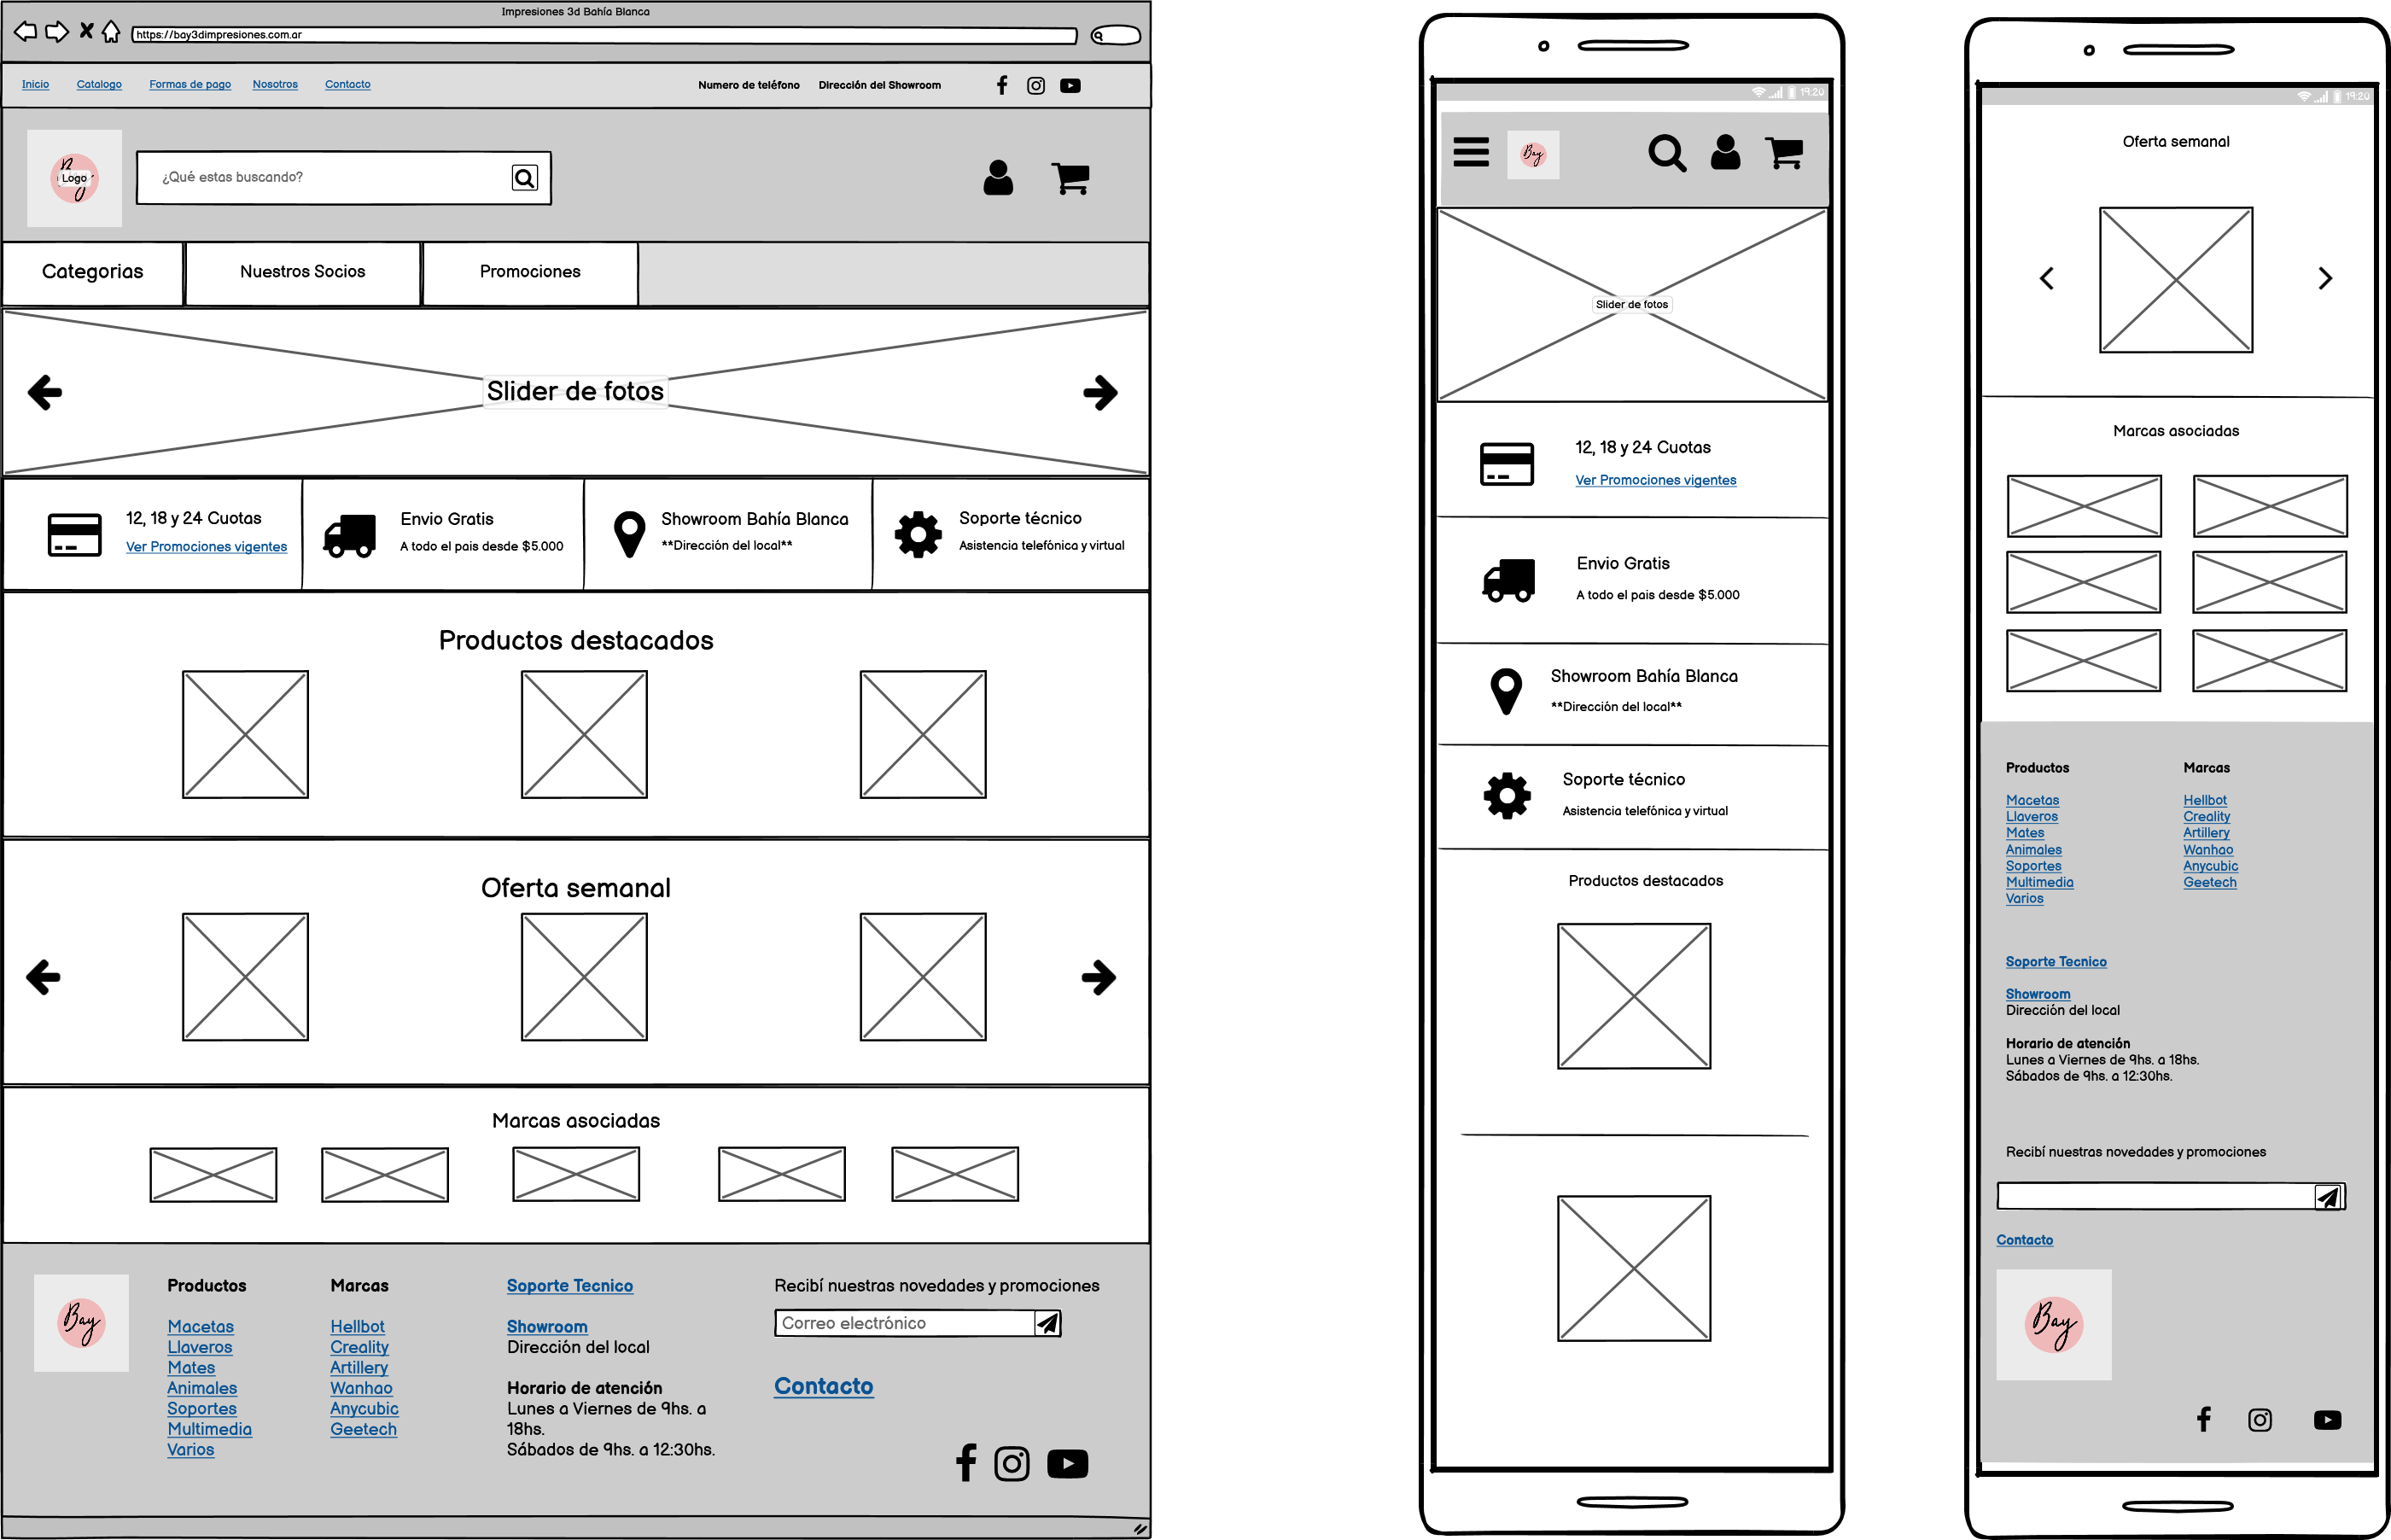 Impresiones 3d Bahía Blanca
https://bay3dimpresiones.com.ar
Inicio Catalogo Formas de pago Nosotros Contacto Numero de teléfono Dirección del Showroom
Bay
Logo
¿Qué estas buscando?
Categorias Nuestros Socios Promociones
Slider de fotos
12, 18 y 24 Cuotas
Ver Promociones vigentes
Envio Gratis
A todo el pais desde $5.000
Showroom Bahía Blanca
**Dirección del local**
Soporte técnico
Asistencia telefónica y virtual
Productos destacados
Oferta semanal
Marcas asociadas
Bay
Productos
Macetas
Llaveros
Mates
Animales
Soportes
Multimedia
Varios
Marcas
Hellbot
Creality
Artillery
Wanhao
Anycubic
Geetech
Soporte Tecnico
Showroom
Dirección del local
Horario de atención
Lunes a Viernes de 9hs. a
18hs.
Sábados de 9hs. a 12:30hs.
Recibí nuestras novedades y promociones
Correo electrónico
Contacto
19:20
Bay
Slider de fotos
12, 18 y 24 Cuotas
Ver Promociones vigentes
Envio Gratis
A todo el pais desde $5.000
Showroom Bahía Blanca
**Dirección del local**
Soporte técnico
Asistencia telefónica y virtual
Productos destacados
19:20
Oferta semanal
Marcas asociadas
Productos
Macetas
Llaveros
Mates
Animales
Soportes
Multimedia
Varios
Marcas
Hellbot
Creality
Artillery
Wanhao
Anycubic
Geetech
Soporte Tecnico
Showroom
Dirección del local
Horario de atención
Lunes a Viernes de 9hs. a 18hs.
Sábados de 9hs. a 12:30hs.
Recibí nuestras novedades y promociones
Contacto
Bay